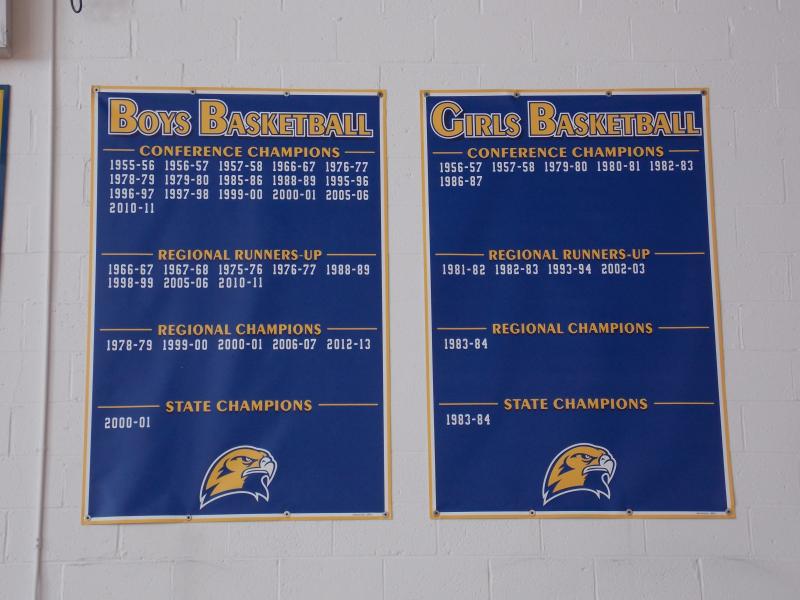 BOYS BASKETBALL
CONFERENCE CHAMPIONS
1955-56 1956-57 1957-58 1966-67 1976-77
1978-79 1979-80 1985-86 1988-89 1995-96
1996-97 1997-98 1999-00 2000-01 2005-06
2010-11
REGIONAL RUNNERS-UP
1966-67 1967-68 1975-76 1976-77 1988-89
1998-99 2005-06 2010-11
REGIONAL CHAMPIONS
1978-79 1999-00 2000-01 2006-07 2012-13
STATE CHAMPIONS
2000-01
GIRLS BASKETBALL
CONFERENCE CHAMPIONS
1956-57 1957-58 1979-80 1980-81 1982-83
1986-87
REGIONAL RUNNERS-UP
1981-82 1982-83 1993-94 2002-03
REGIONAL CHAMPIONS
1983-84
STATE CHAMPIONS
1983-84